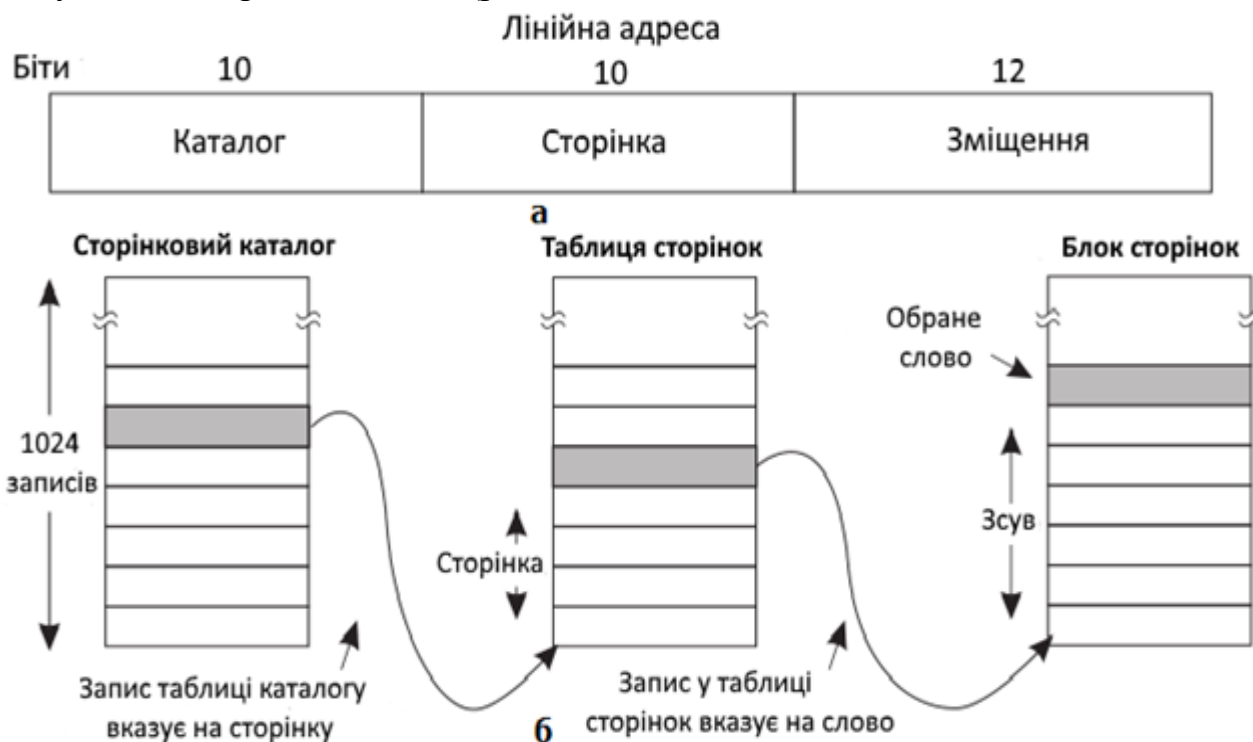 Лінійна адреса
Біти 10 10 12
Каталог Сторінка Зміщення
а
Сторінковий каталог Таблиця сторінок Блок сторінок
Обране
слово
1024
записів
Сторінка
Зсув
Запис таблиці каталогу
вказує на сторінку
Запис у таблиці
сторінок вказує на слово
б